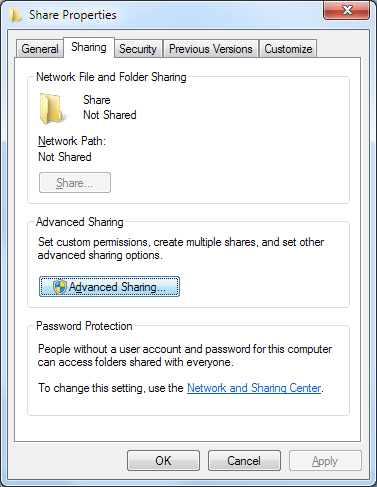 Share Properties
General
Sharing
Security
Previous Versions
Customize
Network File and Folder Sharing
Share
Not Shared
Network Path:
Not Shared
Share...
Advanced Sharing
Set custom permissions, create multiple shares, and set other
advanced sharing options.
Advanced Sharing...
Password Protection
People without a user account and password for this computer
can access folders shared with everyone.
To change this setting, use the Network and Sharing Center.
OK
Cancel
Apply